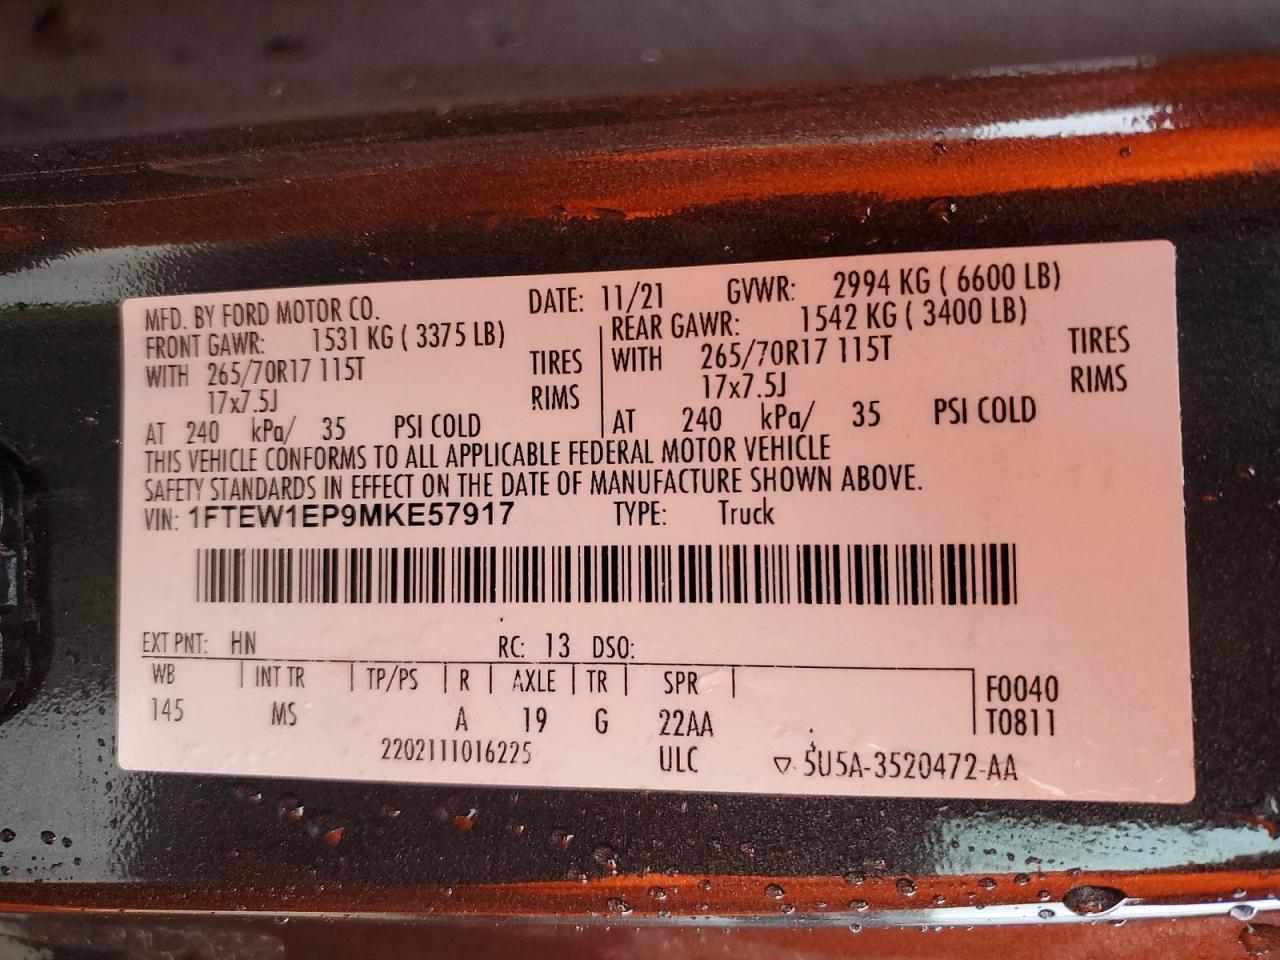 MFD. BY FORD MOTOR CO. DATE: 11/21 GVWR: 2994 KG ( 6600 LB)
FRONT GAWR: 1531 KG ( 3375 LB) REAR GAWR: 1542 KG ( 3400 LB)
WITH 265/70R17 115T TIRES WITH 265/70R17 115T TIRES
17x7.5J RIMS 17x7.5J RIMS
AT 240 kPa/ 35 PSI COLD AT 240 kPa/ 35 PSI COLD
THIS VEHICLE CONFORMS TO ALL APPLICABLE FEDERAL MOTOR VEHICLE
SAFETY STANDARDS IN EFFECT ON THE DATE OF MANUFACTURE SHOWN ABOVE.
VIN: 1FTEW1EP9MKE57917 TYPE: Truck
EXT PNT: HN RC: 13 DSO:
WB INT TR TP/PS R AXLE TR SPR F0040
145 MS A 19 G 22AA T0811
2202111016225 ULC ▽ 5U5A-3520472-AA